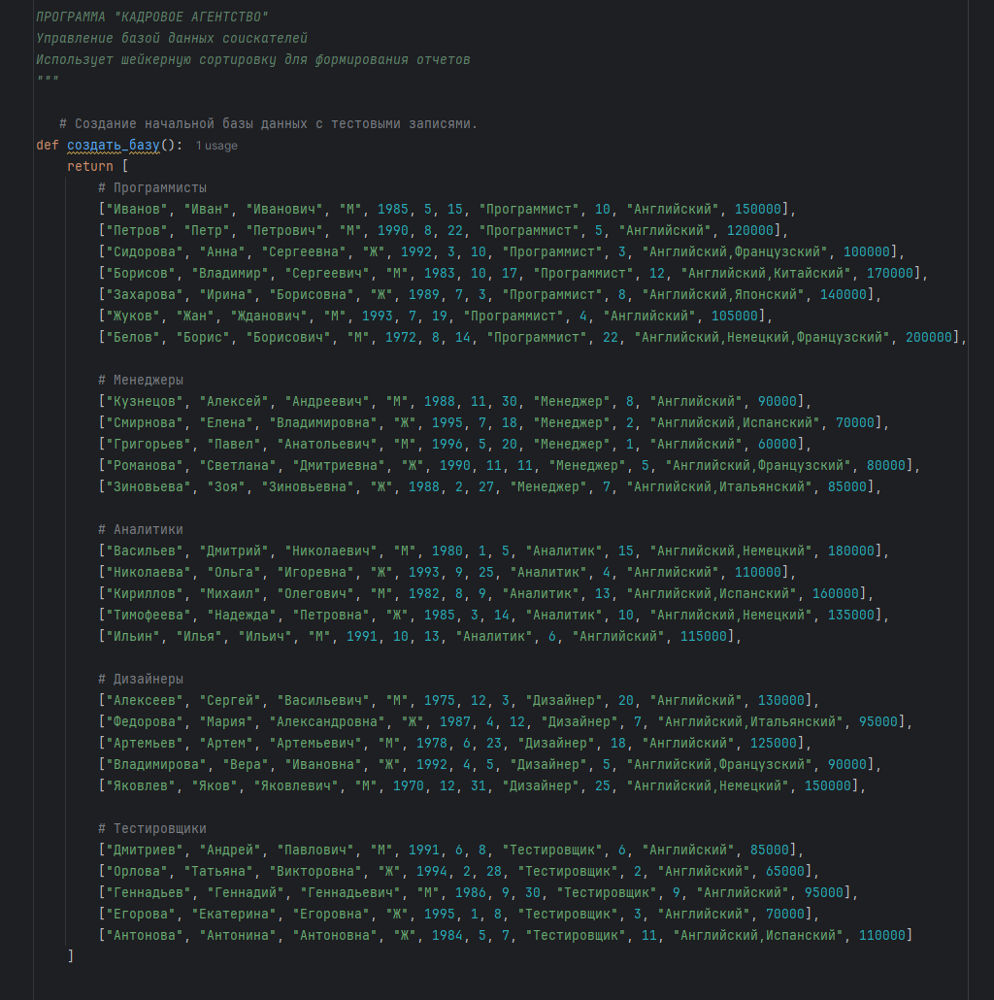 ПРОГРАММА "КАДРОВОЕ АГЕНТСТВО"
Управление базой данных соискателей
Использует шейкерную сортировку для формирования отчетов
"""
# Создание начальной базы данных с тестовыми записями.
def создать_базу(): 1 usage
return [
# Программисты
["Иванов", "Иван", "Иванович", "М", 1985, 5, 15, "Программист", 10, "Английский", 150000],
["Петров", "Петр", "Петрович", "М", 1990, 8, 22, "Программист", 5, "Английский", 120000],
["Сидорова", "Анна", "Сергеевна", "Ж", 1992, 3, 10, "Программист", 3, "Английский,Французский", 100000],
["Борисов", "Владимир", "Сергеевич", "М", 1983, 10, 17, "Программист", 12, "Английский,Китайский", 170000],
["Захарова", "Ирина", "Борисовна", "Ж", 1989, 7, 3, "Программист", 8, "Английский,Японский", 140000],
["Жуков", "Жан", "Жданович", "М", 1993, 7, 19, "Программист", 4, "Английский", 105000],
["Белов", "Борис", "Борисович", "М", 1972, 8, 14, "Программист", 22, "Английский,Немецкий,Французский", 200000],
# Менеджеры
["Кузнецов", "Алексей", "Андреевич", "М", 1988, 11, 30, "Менеджер", 8, "Английский", 90000],
["Смирнова", "Елена", "Владимировна", "Ж", 1995, 7, 18, "Менеджер", 2, "Английский,Испанский", 70000],
["Григорьев", "Павел", "Анатольевич", "М", 1996, 5, 20, "Менеджер", 1, "Английский", 60000],
["Романова", "Светлана", "Дмитриевна", "Ж", 1990, 11, 11, "Менеджер", 5, "Английский,Французский", 80000],
["Зиновьева", "Зоя", "Зиновьевна", "Ж", 1988, 2, 27, "Менеджер", 7, "Английский,Итальянский", 85000],
# Аналитики
["Васильев", "Дмитрий", "Николаевич", "М", 1980, 1, 5, "Аналитик", 15, "Английский,Немецкий", 180000],
["Николаева", "Ольга", "Игоревна", "Ж", 1993, 9, 25, "Аналитик", 4, "Английский", 110000],
["Кириллов", "Михаил", "Олегович", "М", 1982, 8, 9, "Аналитик", 13, "Английский,Испанский", 160000],
["Тимофеева", "Надежда", "Петровна", "Ж", 1985, 3, 14, "Аналитик", 10, "Английский,Немецкий", 135000],
["Ильин", "Илья", "Ильич", "М", 1991, 10, 13, "Аналитик", 6, "Английский", 115000],
# Дизайнеры
["Алексеев", "Сергей", "Васильевич", "М", 1975, 12, 3, "Дизайнер", 20, "Английский", 130000],
["Федорова", "Мария", "Александровна", "Ж", 1987, 4, 12, "Дизайнер", 7, "Английский,Итальянский", 95000],
["Артемьев", "Артем", "Артемьевич", "М", 1978, 6, 23, "Дизайнер", 18, "Английский", 125000],
["Владимирова", "Вера", "Ивановна", "Ж", 1992, 4, 5, "Дизайнер", 5, "Английский,Французский", 90000],
["Яковлев", "Яков", "Яковлевич", "М", 1970, 12, 31, "Дизайнер", 25, "Английский,Немецкий", 150000],
# Тестировщики
["Дмитриев", "Андрей", "Павлович", "М", 1991, 6, 8, "Тестировщик", 6, "Английский", 85000],
["Орлова", "Татьяна", "Викторовна", "Ж", 1994, 2, 28, "Тестировщик", 2, "Английский", 65000],
["Геннадьев", "Геннадий", "Геннадьевич", "М", 1986, 9, 30, "Тестировщик", 9, "Английский", 95000],
["Егорова", "Екатерина", "Егоровна", "Ж", 1995, 1, 8, "Тестировщик", 3, "Английский", 70000],
["Антонова", "Антонина", "Антоновна", "Ж", 1984, 5, 7, "Тестировщик", 11, "Английский,Испанский", 110000]
]